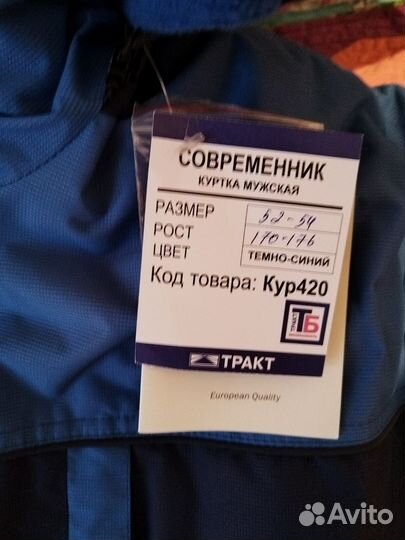 СОВРЕМЕННИК
КУРТКА МУЖСКАЯ
РАЗМЕР 52-54
РОСТ 170-176
ЦВЕТ ТЕМНО-СИНИЙ
Код товара: Кур420
ТРАКТ ТБ
ТРАКТ
European Quality
Avito